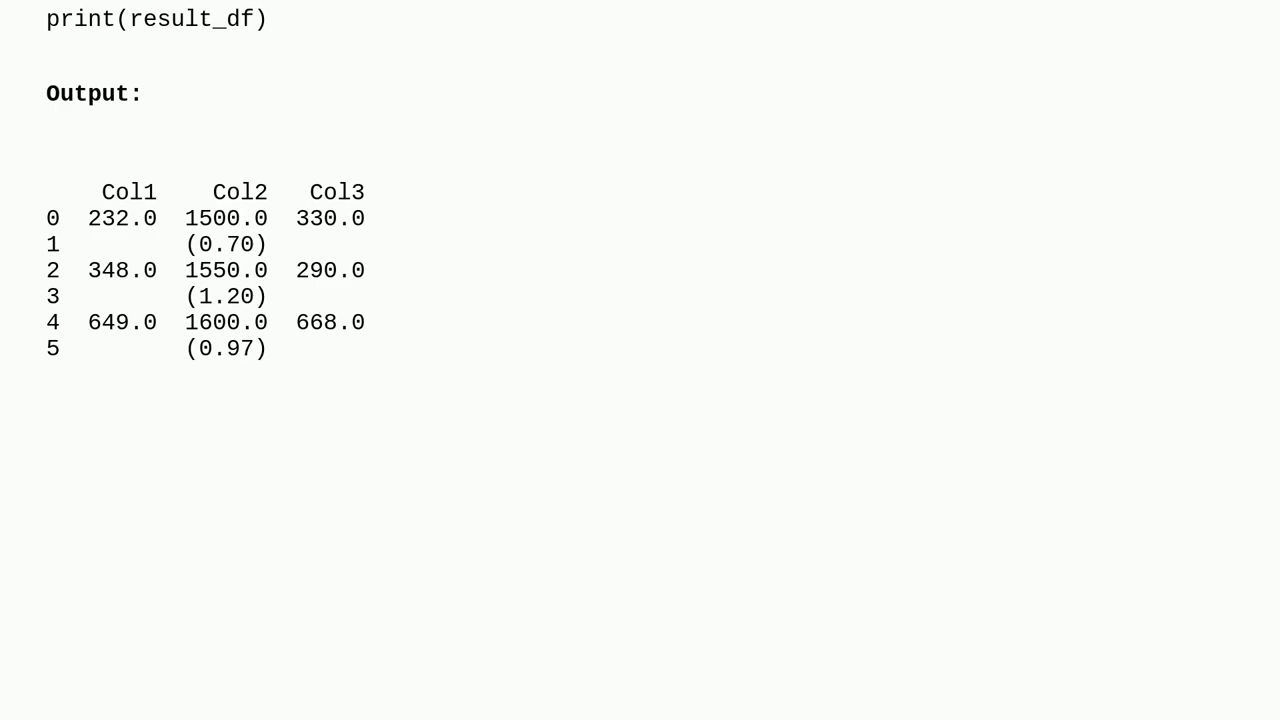 print(result_df)
Output:
Col1 Col2 Col3
0 232.0 1500.0 330.0
1 (0.70)
2 348.0 1550.0 290.0
3 (1.20)
4 649.0 1600.0 668.0
5 (0.97)